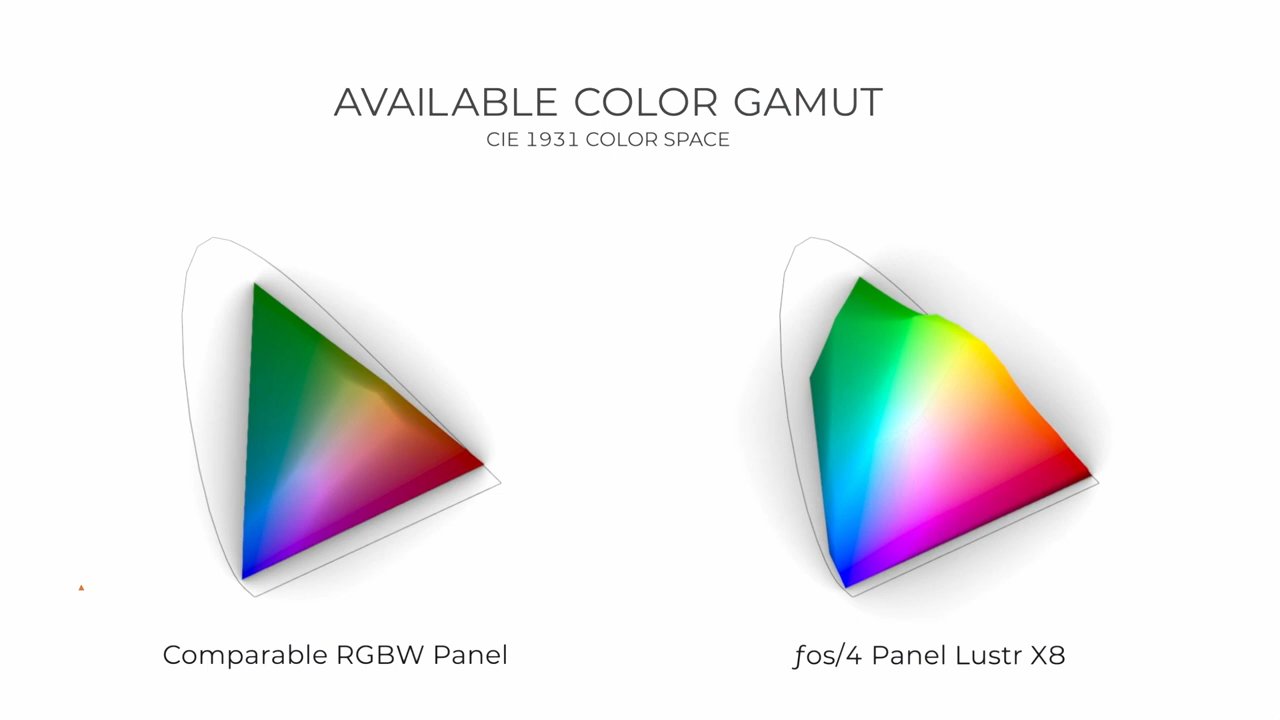 AVAILABLE COLOR GAMUT
CIE 1931 COLOR SPACE
Comparable RGBW Panel
ƒos/4 Panel Lustr X8